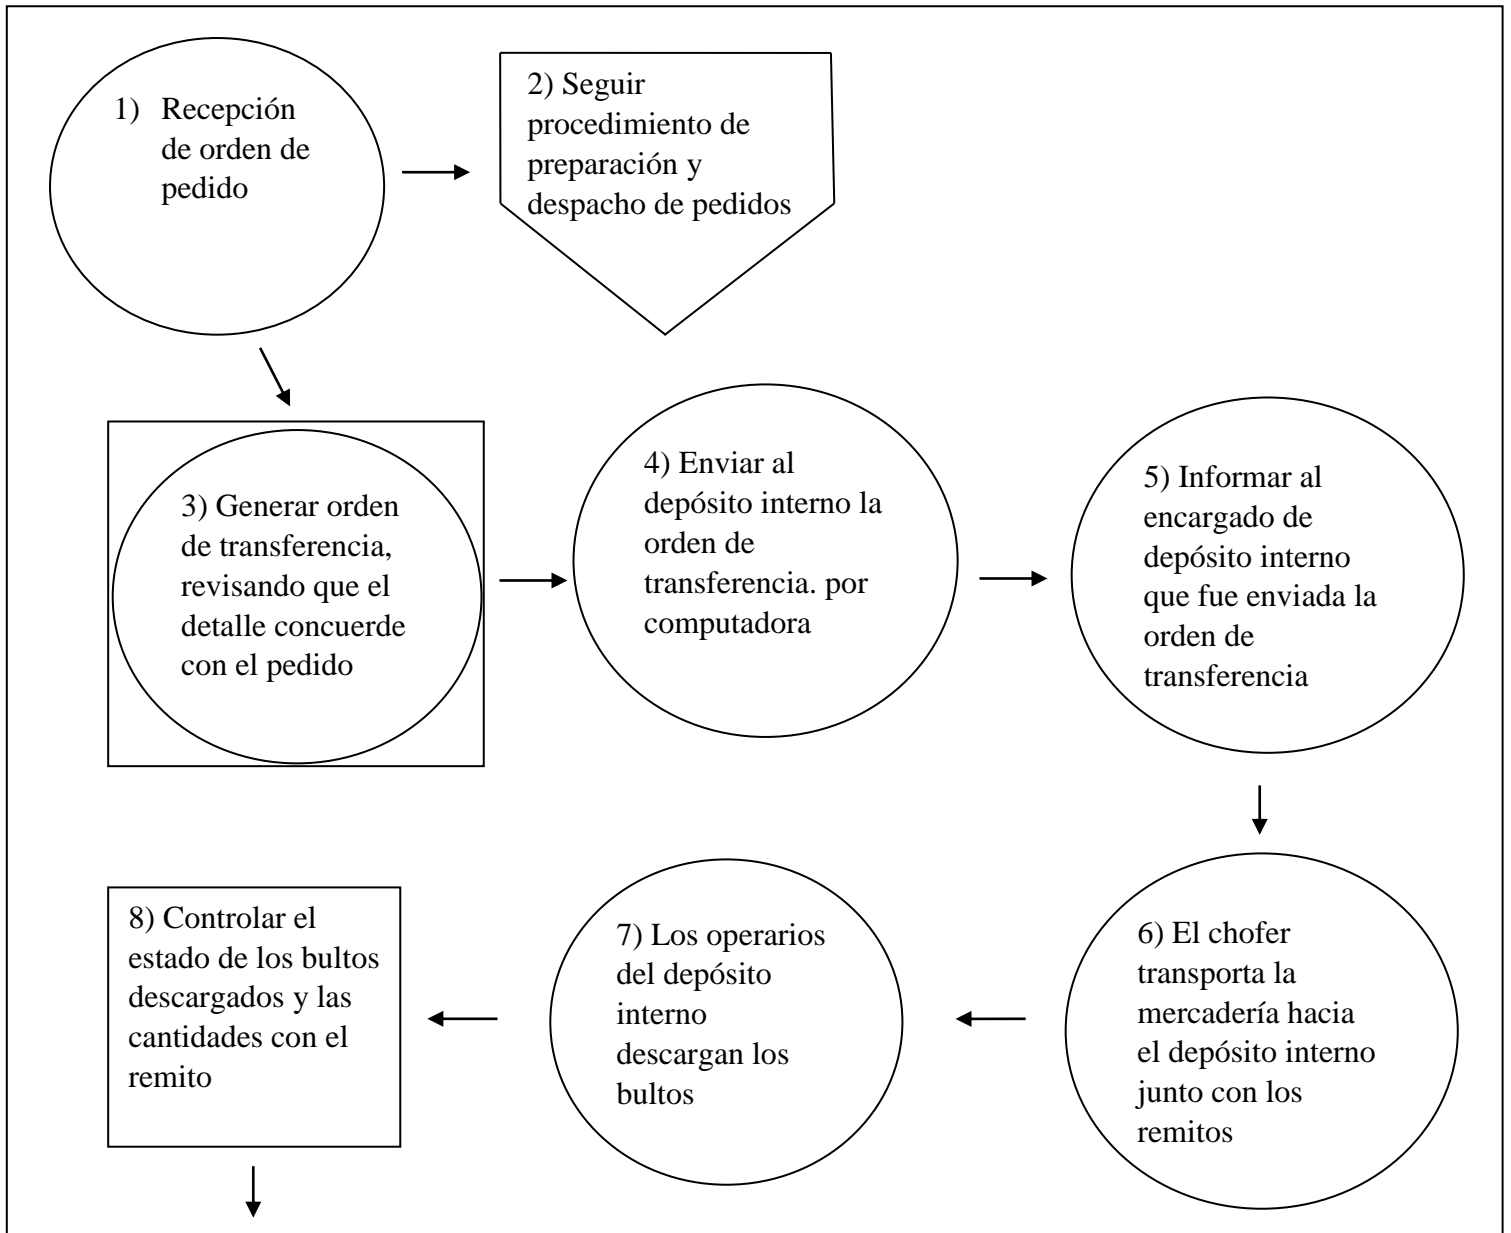 1) Recepción
de orden de
pedido
2) Seguir
procedimiento de
preparación y
despacho de pedidos
3) Generar orden
de transferencia,
revisando que el
detalle concuerde
con el pedido
4) Enviar al
depósito interno la
orden de
transferencia. por
computadora
5) Informar al
encargado de
depósito interno
que fue enviada la
orden de
transferencia
6) El chofer
transporta la
mercadería hacia
el depósito interno
junto con los
remitos
7) Los operarios
del depósito
interno
descargan los
bultos
8) Controlar el
estado de los bultos
descargados y las
cantidades con el
remito